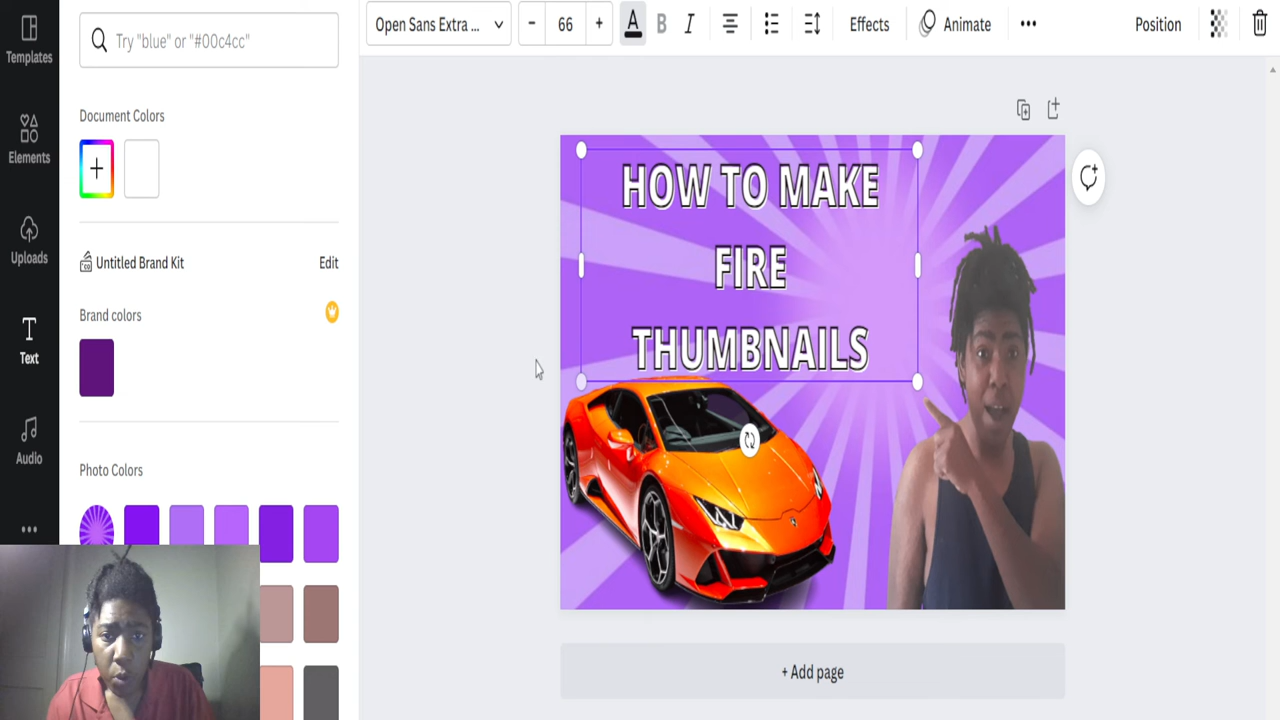 Templates
Elements
Uploads
Text
Audio
Try "blue" or "#00c4cc"
Document Colors
Untitled Brand Kit
Edit
Brand colors
Photo Colors
Open Sans Extra ...
− 66 +
A B I
Effects
Animate
Position
HOW TO MAKE
FIRE
THUMBNAILS
+ Add page